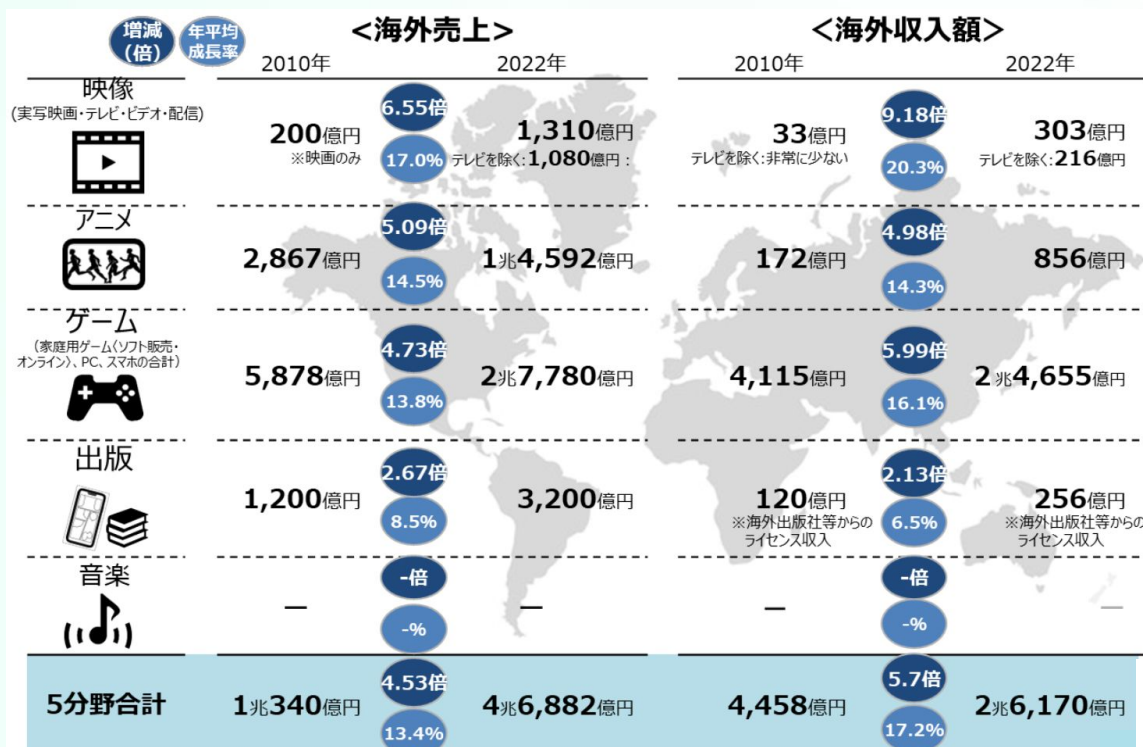 増減
(倍)
年平均
成長率
<海外売上>
<海外収入額>
2010年
2022年
2010年
2022年
映像
(実写映画・テレビ・ビデオ・配信)
200億円
※映画のみ
6.55倍
17.0%
1,310億円
テレビを除く:1,080億円 :
33億円
テレビを除く:非常に少ない
9.18倍
20.3%
303億円
テレビを除く:216億円
アニメ
2,867億円
5.09倍
14.5%
1兆4,592億円
172億円
4.98倍
14.3%
856億円
ゲーム
(家庭用ゲーム〈ソフト販売・
オンライン〉、PC、スマホの合計)
5,878億円
4.73倍
13.8%
2兆7,780億円
4,115億円
5.99倍
16.1%
2兆4,655億円
出版
1,200億円
2.67倍
8.5%
3,200億円
120億円
※海外出版社等からの
ライセンス収入
2.13倍
6.5%
256億円
※海外出版社等からの
ライセンス収入
音楽
―
-倍
-%
―
―
-倍
-%
―
5分野合計
1兆340億円
4.53倍
13.4%
4兆6,882億円
4,458億円
5.7倍
17.2%
2兆6,170億円